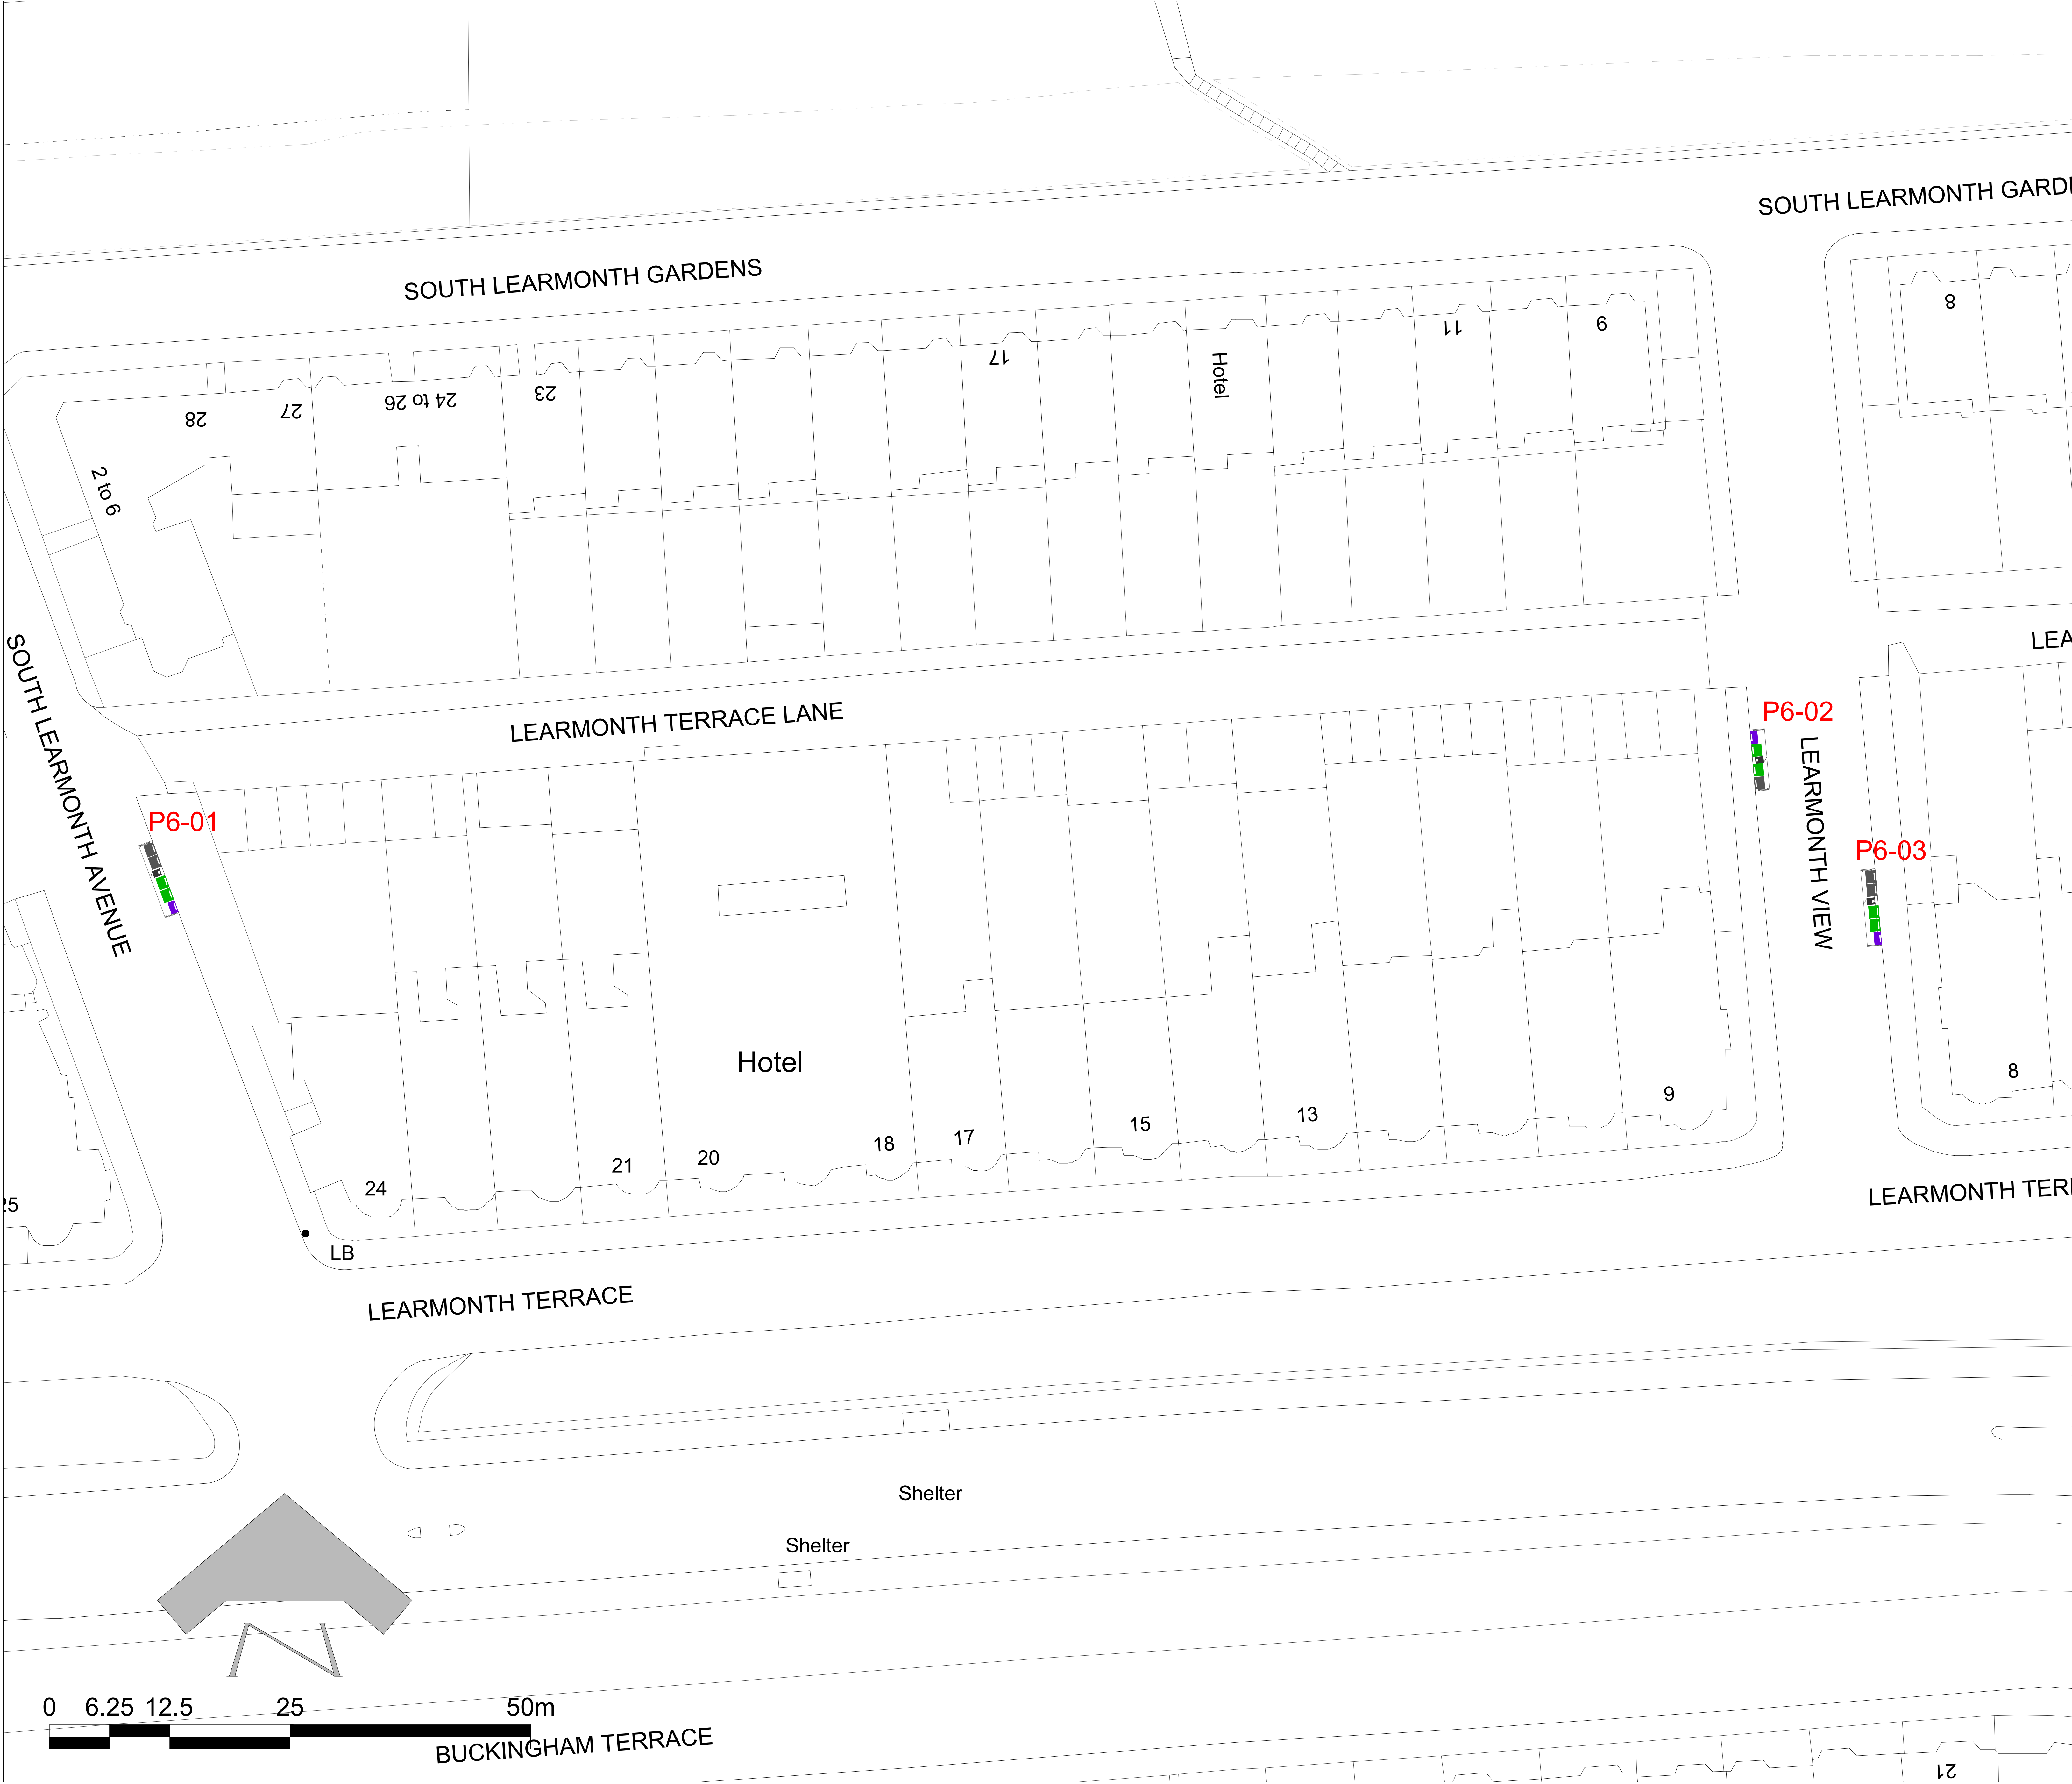 SOUTH LEARMONTH GARDE
SOUTH LEARMONTH GARDENS
8
9
11
Hotel
17
23
24 to 26
27
28
2 to 6
LEA
SOUTH LEARMONTH AVENUE
LEARMONTH TERRACE LANE
P6-02
LEARMONTH VIEW
P6-01
P6-03
Hotel
8
9
13
15
17
18
20
21
24
25
LB
LEARMONTH TER
LEARMONTH TERRACE
Shelter
Shelter
N
0 6.25 12.5 25 50m
BUCKINGHAM TERRACE
21